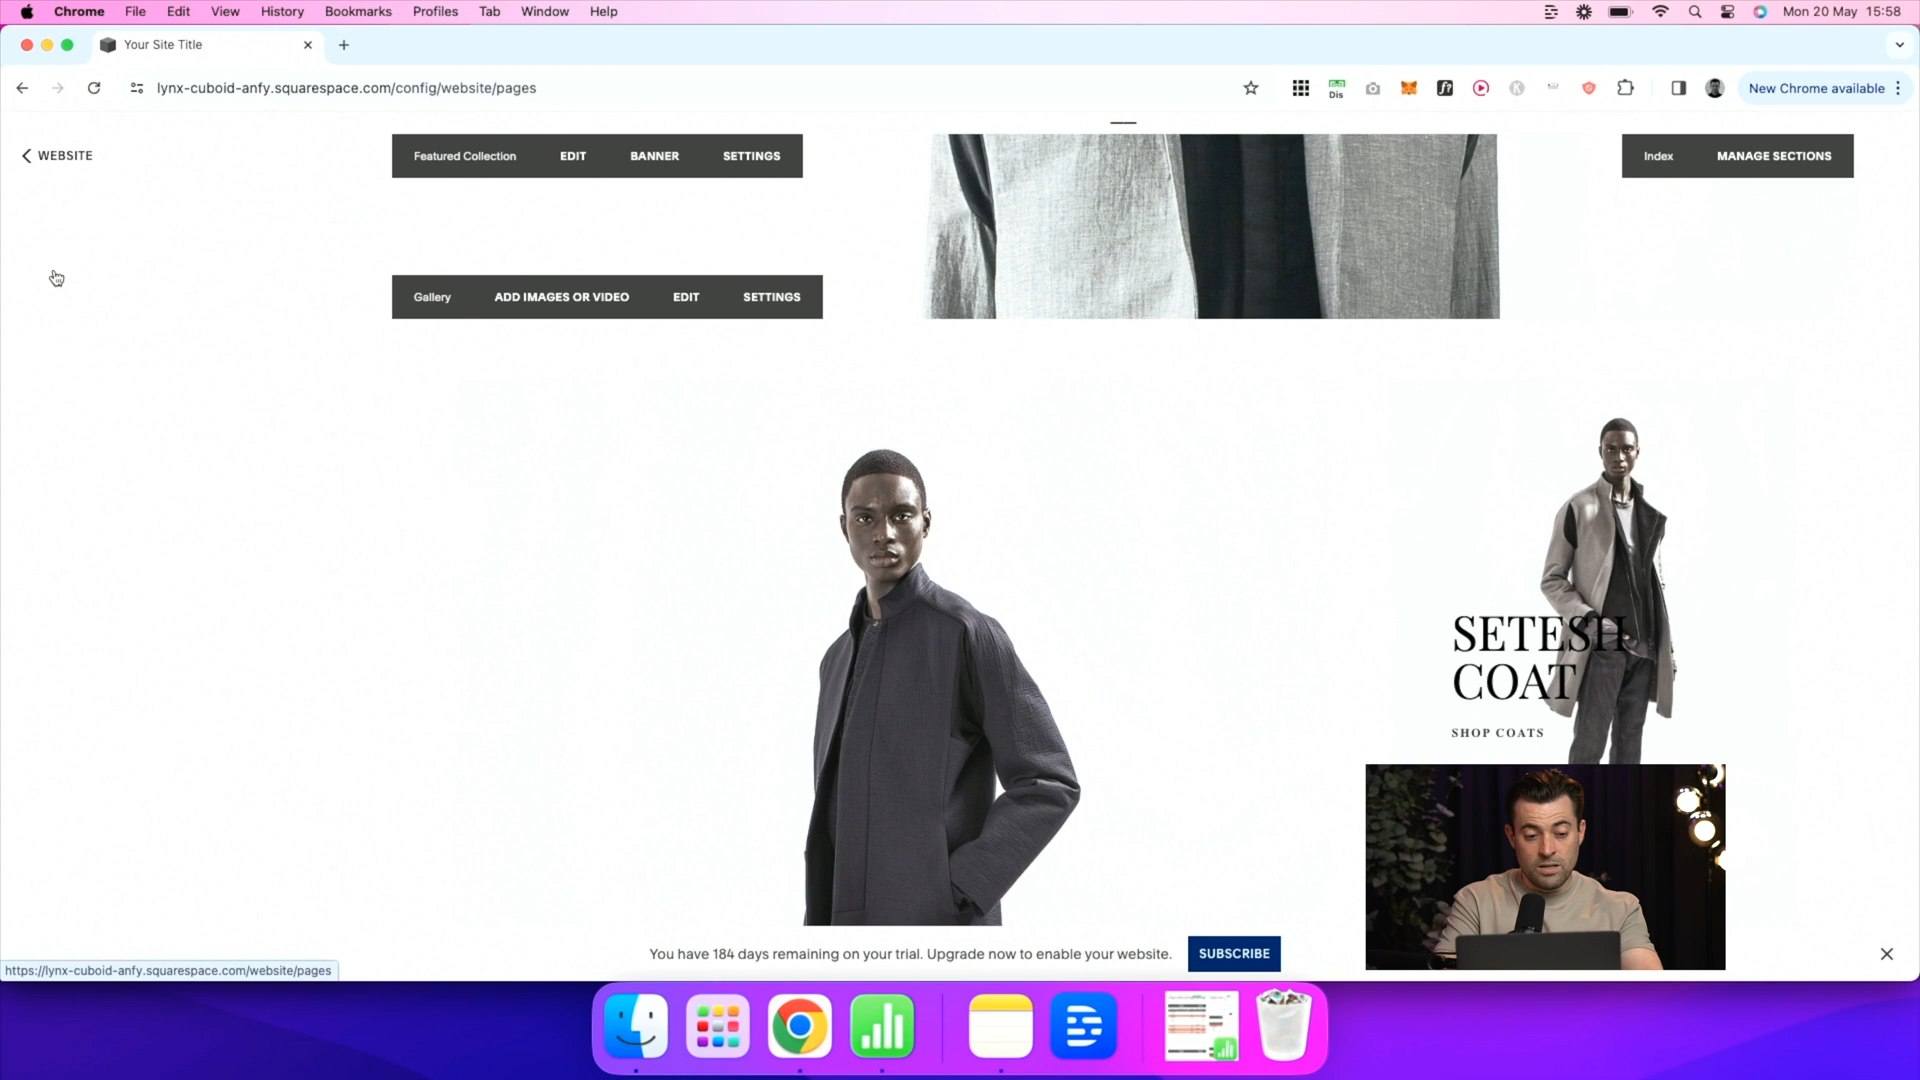 Chrome File Edit View History Bookmarks Profiles Tab Window Help
Mon 20 May 15:58
Your Site Title
lynx-cuboid-anfy.squarespace.com/config/website/pages
Dis
New Chrome available
WEBSITE
Featured Collection EDIT BANNER SETTINGS
Index MANAGE SECTIONS
Gallery ADD IMAGES OR VIDEO EDIT SETTINGS
SETESH
COAT
SHOP COATS
You have 184 days remaining on your trial. Upgrade now to enable your website. SUBSCRIBE
https://lynx-cuboid-anfy.squarespace.com/website/pages